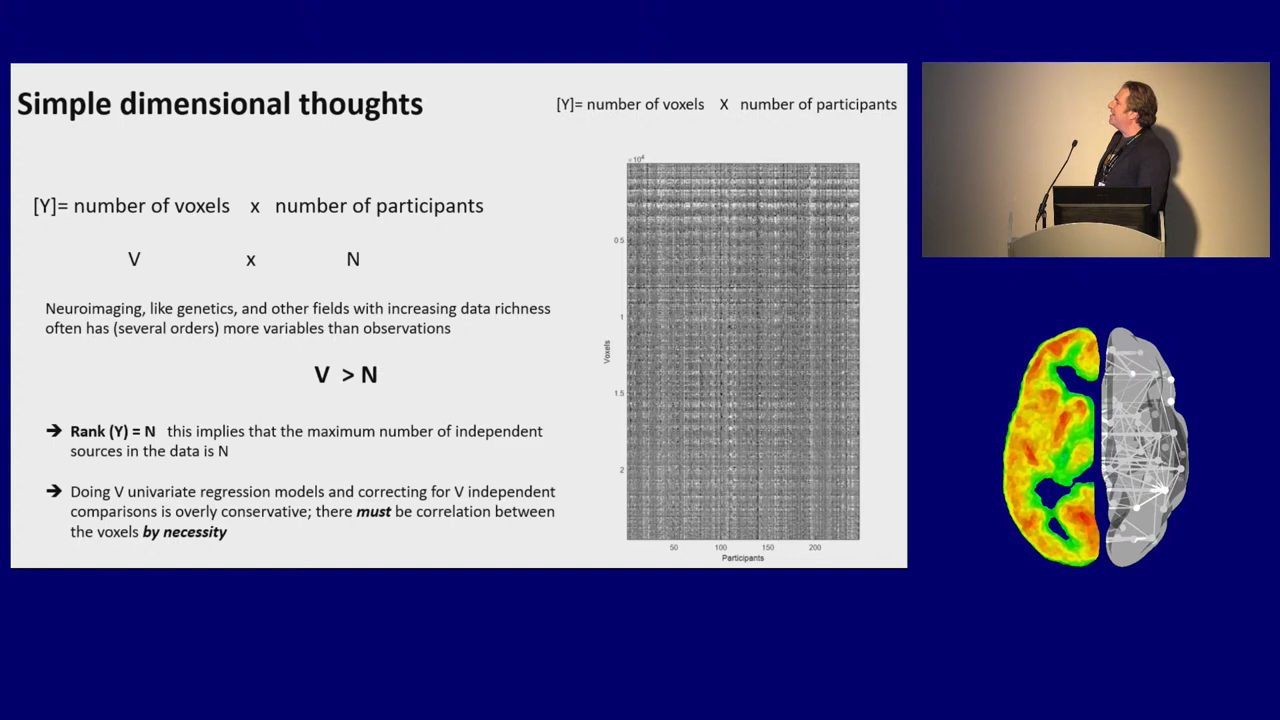 Simple dimensional thoughts
[Y]= number of voxels X number of participants
[Y]= number of voxels x number of participants
V x N
Neuroimaging, like genetics, and other fields with increasing data richness
often has (several orders) more variables than observations
V > N
➔ Rank (Y) = N this implies that the maximum number of independent
sources in the data is N
➔ Doing V univariate regression models and correcting for V independent
comparisons is overly conservative; there must be correlation between
the voxels by necessity
×10⁴
0.5
1
1.5
2
Voxels
50 100 150 200
Participants